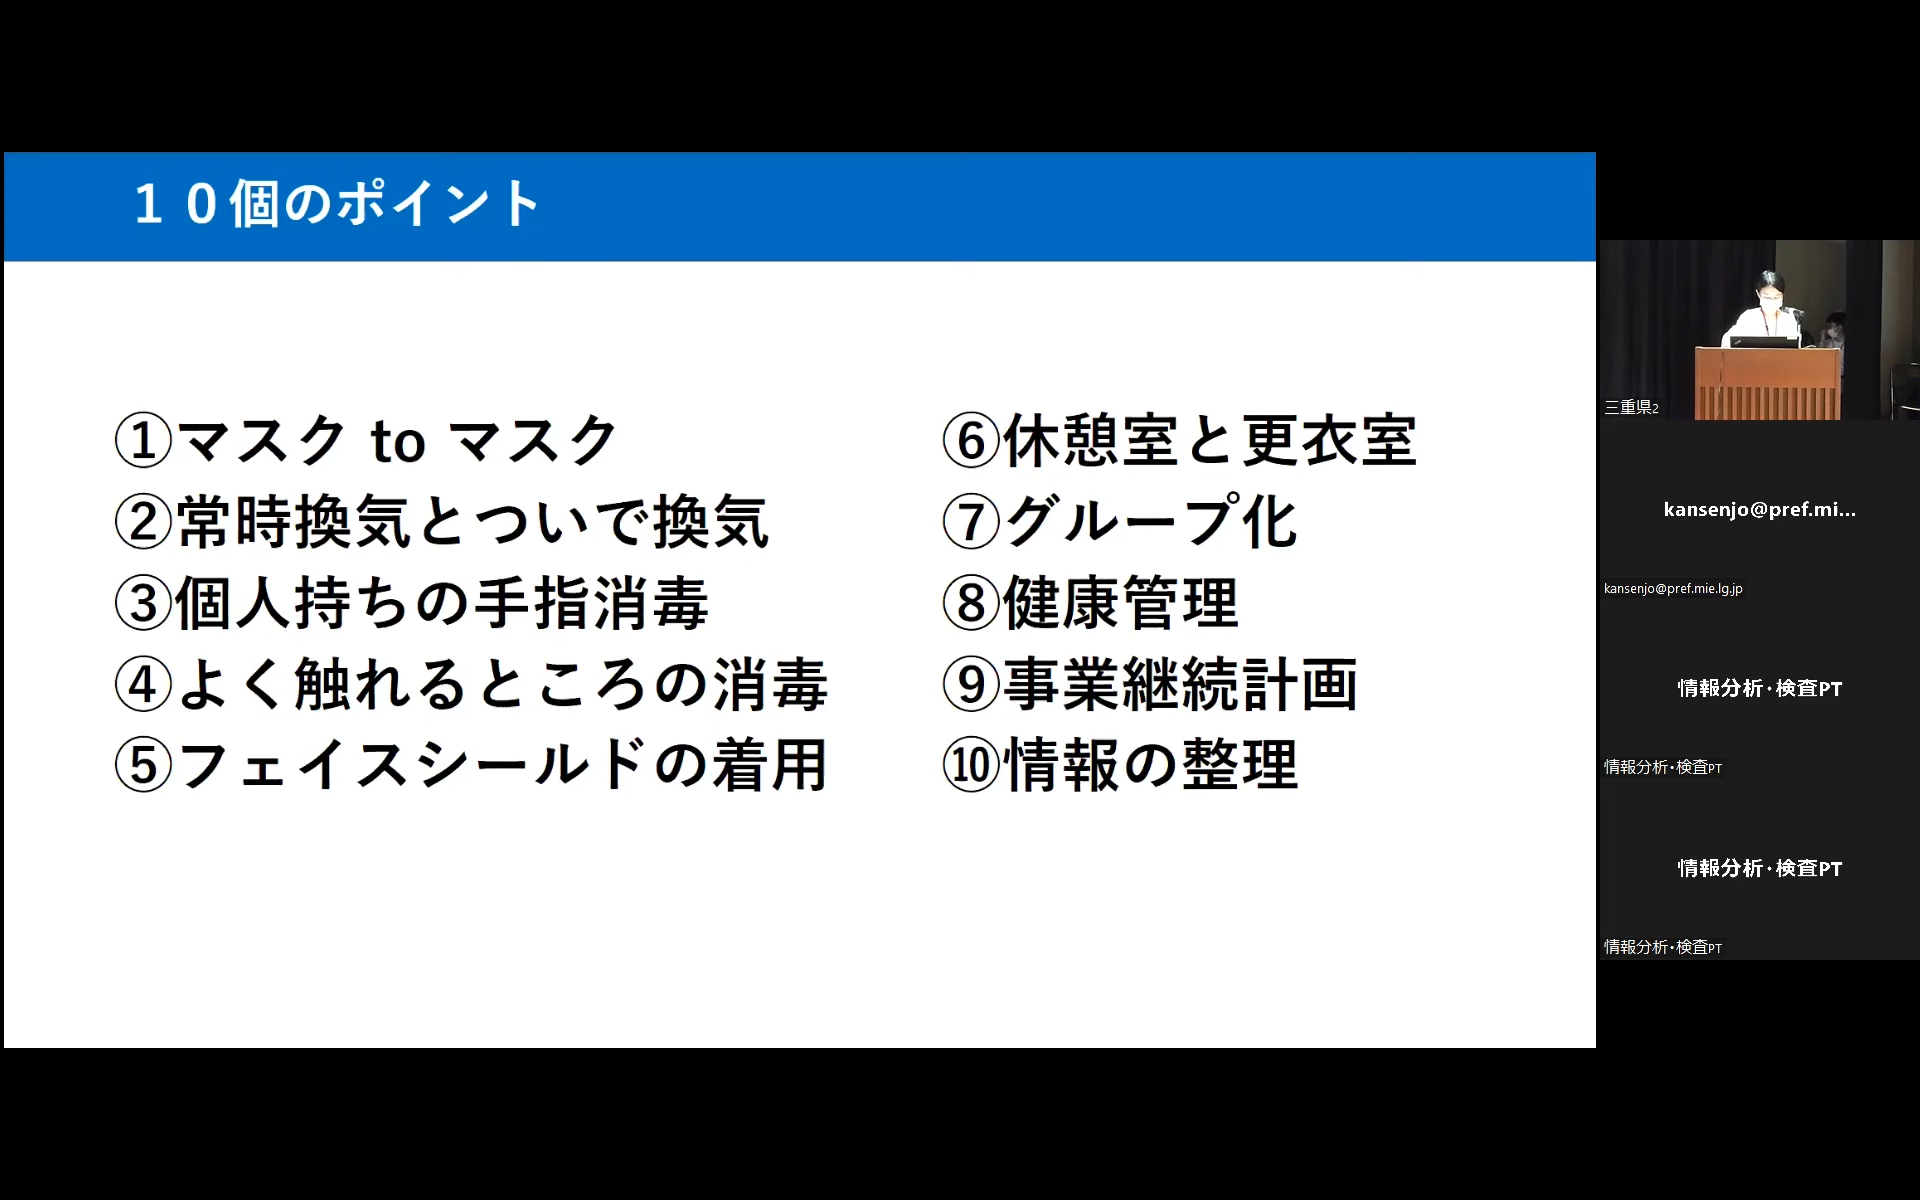 １０個のポイント
①マスク to マスク
②常時換気とついで換気
③個人持ちの手指消毒
④よく触れるところの消毒
⑤フェイスシールドの着用
⑥休憩室と更衣室
⑦グループ化
⑧健康管理
⑨事業継続計画
⑩情報の整理
三重県2
kansenjo@pref.mi...
kansenjo@pref.mie.lg.jp
情報分析・検査PT
情報分析・検査PT
情報分析・検査PT
情報分析・検査PT